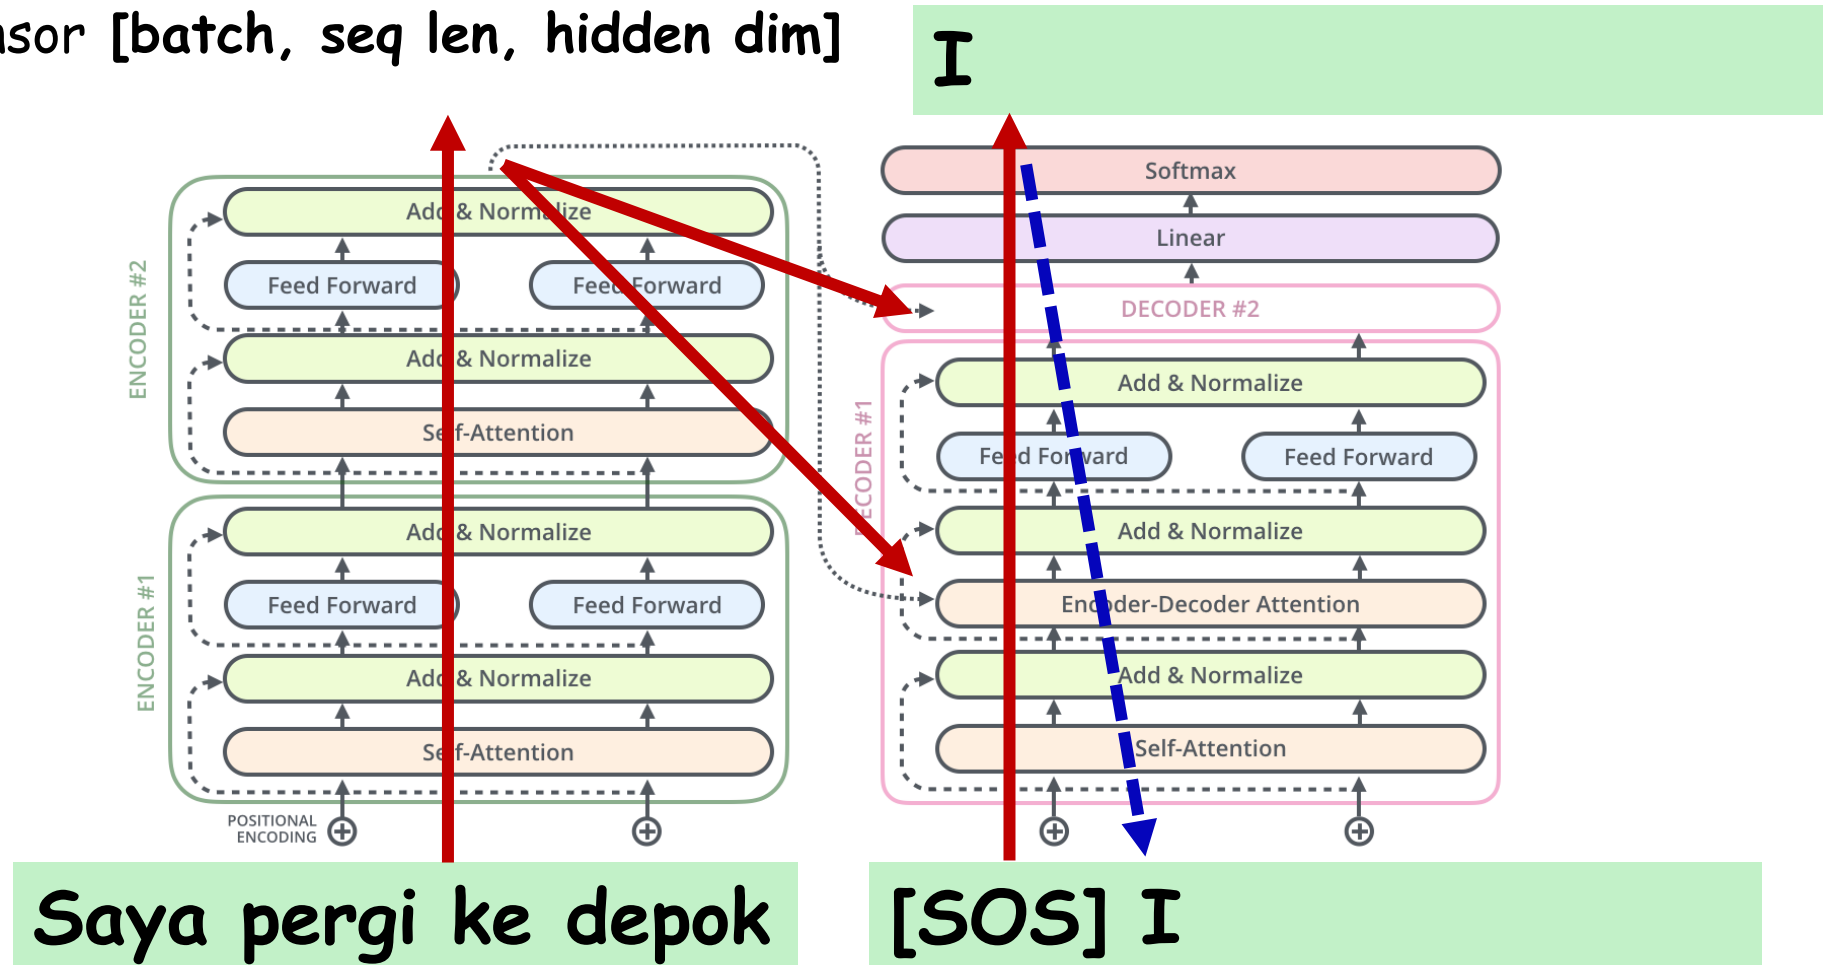 sor [batch, seq len, hidden dim]
I
ENCODER #2
Add & Normalize
Feed Forward
Feed Forward
Add & Normalize
Self-Attention
ENCODER #1
Add & Normalize
Feed Forward
Feed Forward
Add & Normalize
Self-Attention
POSITIONAL
ENCODING
Saya pergi ke depok
Softmax
Linear
DECODER #2
DECODER #1
Add & Normalize
Feed Forward
Feed Forward
Add & Normalize
Encoder-Decoder Attention
Add & Normalize
Self-Attention
[SOS] I